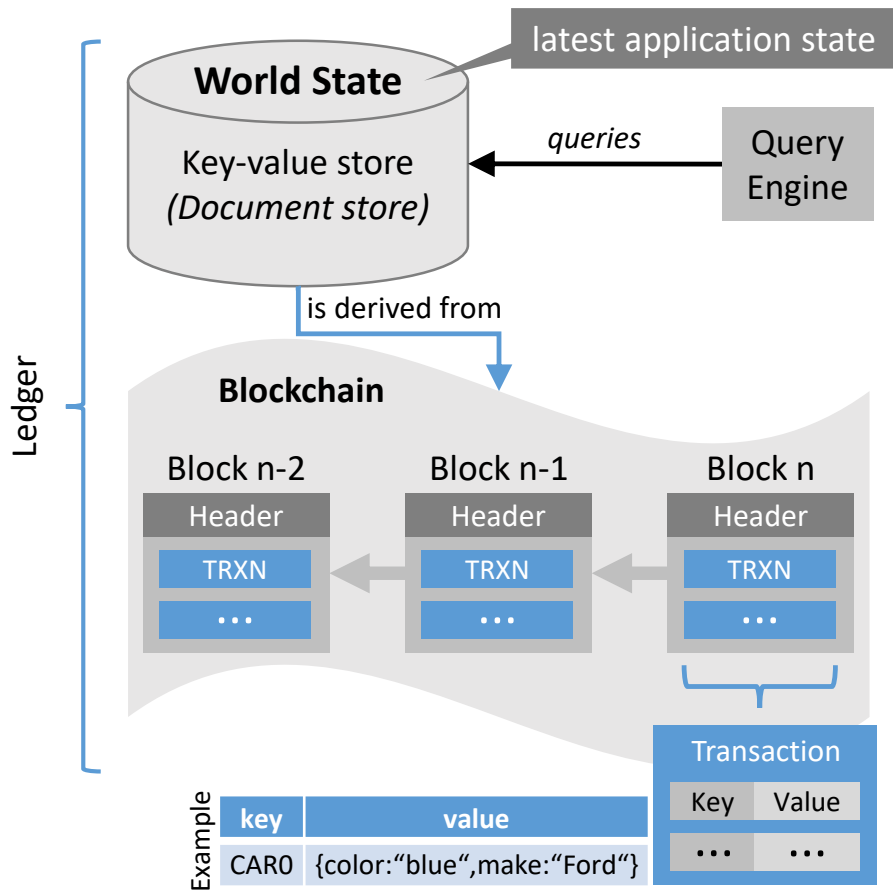 latest application state
World State
Key-value store
(Document store)
queries
Query
Engine
is derived from
Ledger
Blockchain
Block n-2
Block n-1
Block n
Header
Header
Header
TRXN
TRXN
TRXN
...
...
...
Transaction
Key Value
... ...
Example
key value
CAR0 {color:“blue“,make:“Ford“}